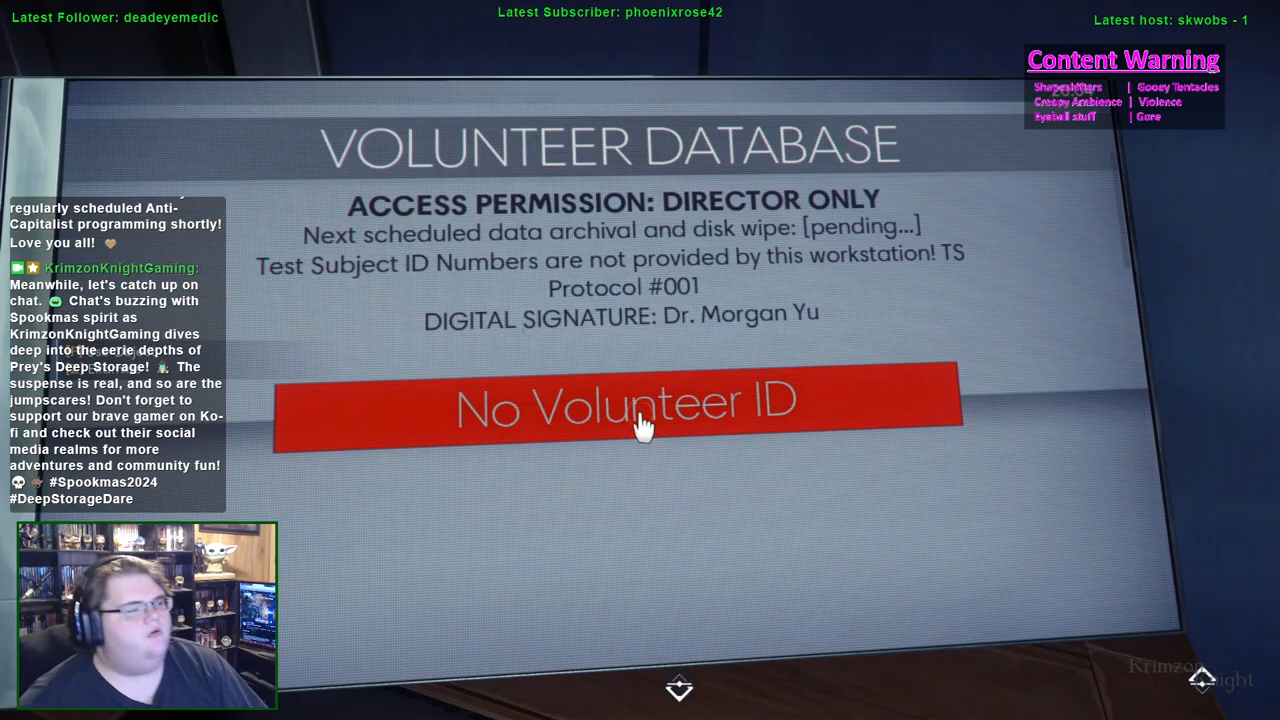 Latest Follower: deadeyemedic
Latest Subscriber: phoenixrose42
Latest host: skwobs - 1
Content Warning
Shapeshifters | Gooey Tentacles
Creepy Ambience | Violence
Eyeball stuff | Gore
VOLUNTEER DATABASE
ACCESS PERMISSION: DIRECTOR ONLY
Next scheduled data archival and disk wipe: [pending...]
Test Subject ID Numbers are not provided by this workstation! TS
Protocol #001
DIGITAL SIGNATURE: Dr. Morgan Yu
No Volunteer ID
regularly scheduled Anti-
Capitalist programming shortly!
Love you all! 🤎
KrimzonKnightGaming:
Meanwhile, let's catch up on
chat. 🎃 Chat's buzzing with
Spookmas spirit as
KrimzonKnightGaming dives
deep into the eerie depths of
Prey's Deep Storage! 🧟 The
suspense is real, and so are the
jumpscares! Don't forget to
support our brave gamer on Ko-
fi and check out their social
media realms for more
adventures and community fun!
💀 #Spookmas2024
#DeepStorageDare
Krimzon
Knight